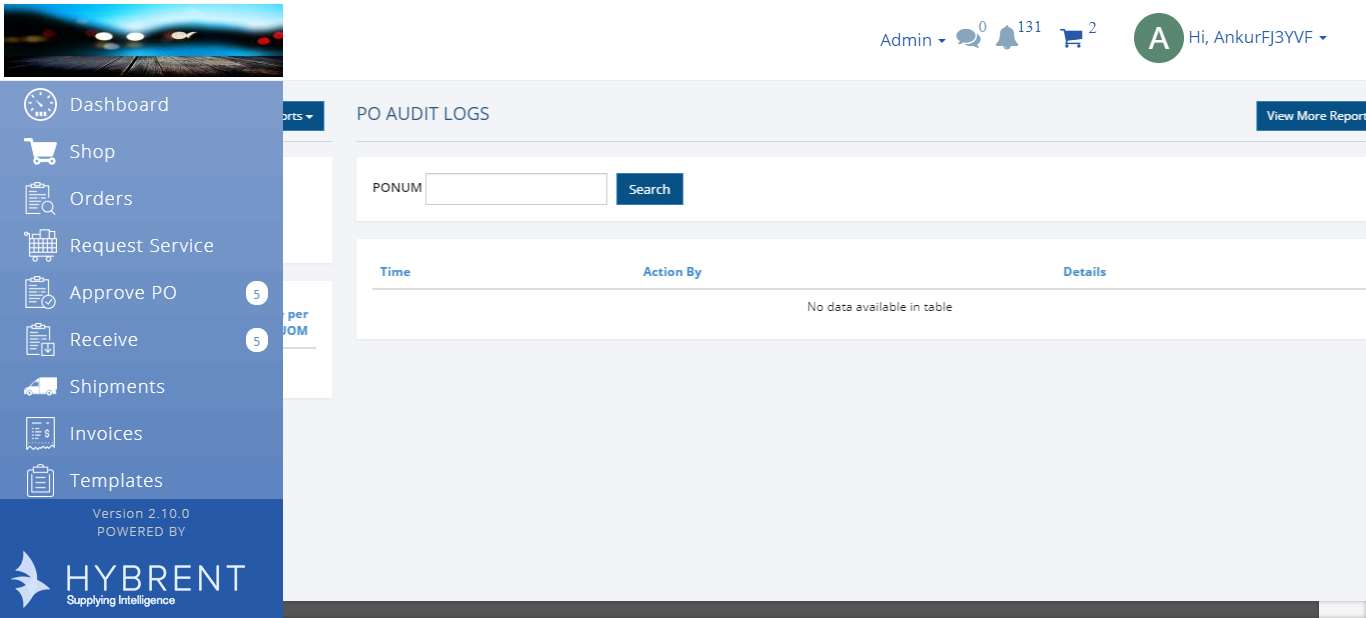 Admin
0
131
2
A
Hi, AnkurFJ3YVF
Dashboard
Shop
Orders
Request Service
Approve PO 5
Receive 5
Shipments
Invoices
Templates
Version 2.10.0
POWERED BY
HYBRENT
Supplying Intelligence
PO AUDIT LOGS
View More Report
PONUM
Search
Time Action By Details
No data available in table
per